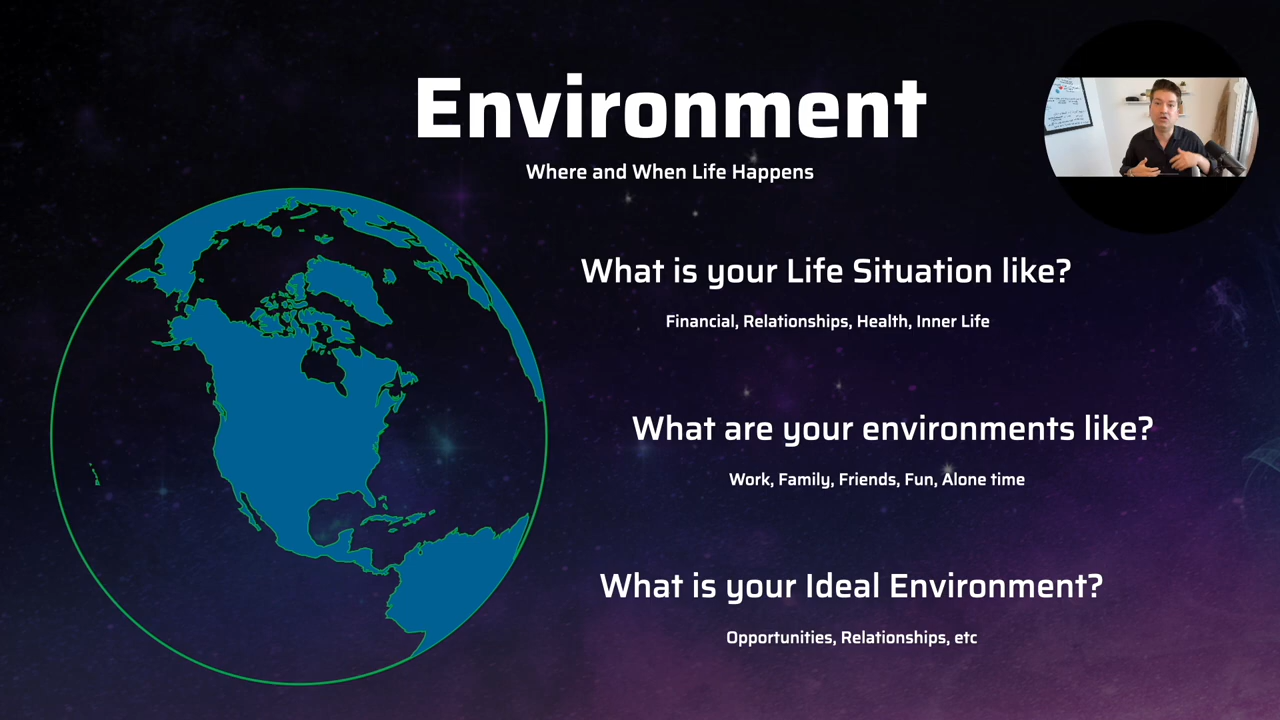 Environment
Where and When Life Happens
What is your Life Situation like?
Financial, Relationships, Health, Inner Life
What are your environments like?
Work, Family, Friends, Fun, Alone time
What is your Ideal Environment?
Opportunities, Relationships, etc